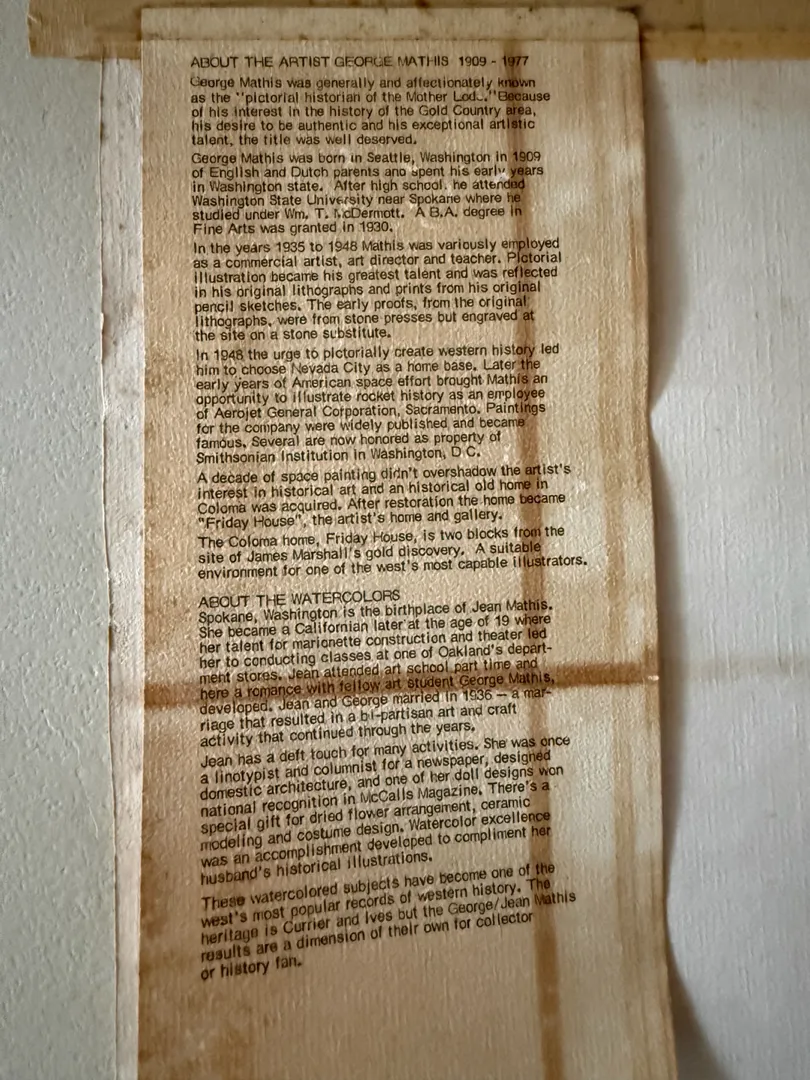 ABOUT THE ARTIST GEORGE MATHIS 1909 - 1977
George Mathis was generally and affectionately known
as the "pictorial historian of the Mother Lode." Because
of his interest in the history of the Gold Country area,
his desire to be authentic and his exceptional artistic
talent, the title was well deserved.
George Mathis was born in Seattle, Washington in 1909
of English and Dutch parents and spent his early years
in Washington state. After high school, he attended
Washington State University near Spokane where he
studied under Wm. T. McDermott. A B.A. degree in
Fine Arts was granted in 1930.
In the years 1935 to 1948 Mathis was variously employed
as a commercial artist, art director and teacher. Pictorial
illustration became his greatest talent and was reflected
in his original lithographs and prints from his original
pencil sketches. The early proofs, from the original
lithographs, were from stone presses but engraved at
the site on a stone substitute.
In 1948 the urge to pictorially create western history led
him to choose Nevada City as a home base. Later the
early years of American space effort brought Mathis an
opportunity to illustrate rocket history as an employee
of Aerojet General Corporation, Sacramento. Paintings
for the company were widely published and became
famous. Several are now honored as property of
Smithsonian Institution in Washington, D C.
A decade of space painting didn't overshadow the artist's
interest in historical art and an historical old home in
Coloma was acquired. After restoration the home became
"Friday House", the artist's home and gallery.
The Coloma home, Friday House, is two blocks from the
site of James Marshall's gold discovery. A suitable
environment for one of the west's most capable illustrators.
ABOUT THE WATERCOLORS
Spokane, Washington is the birthplace of Jean Mathis.
She became a Californian later at the age of 19 where
her talent for marionette construction and theater led
her to conducting classes at one of Oakland's depart-
ment stores. Jean attended art school part time and
here a romance with fellow art student George Mathis,
developed. Jean and George married in 1936 — a mar-
riage that resulted in a bi-partisan art and craft
activity that continued through the years.
Jean has a deft touch for many activities. She was once
a linotypist and columnist for a newspaper, designed
domestic architecture, and one of her doll designs won
national recognition in McCalls Magazine. There's a
special gift for dried flower arrangement, ceramic
modeling and costume design. Watercolor excellence
was an accomplishment developed to compliment her
husband's historical illustrations.
These watercolored subjects have become one of the
west's most popular records of western history. The
heritage is Currier and Ives but the George/Jean Mathis
results are a dimension of their own for collector
or history fan.